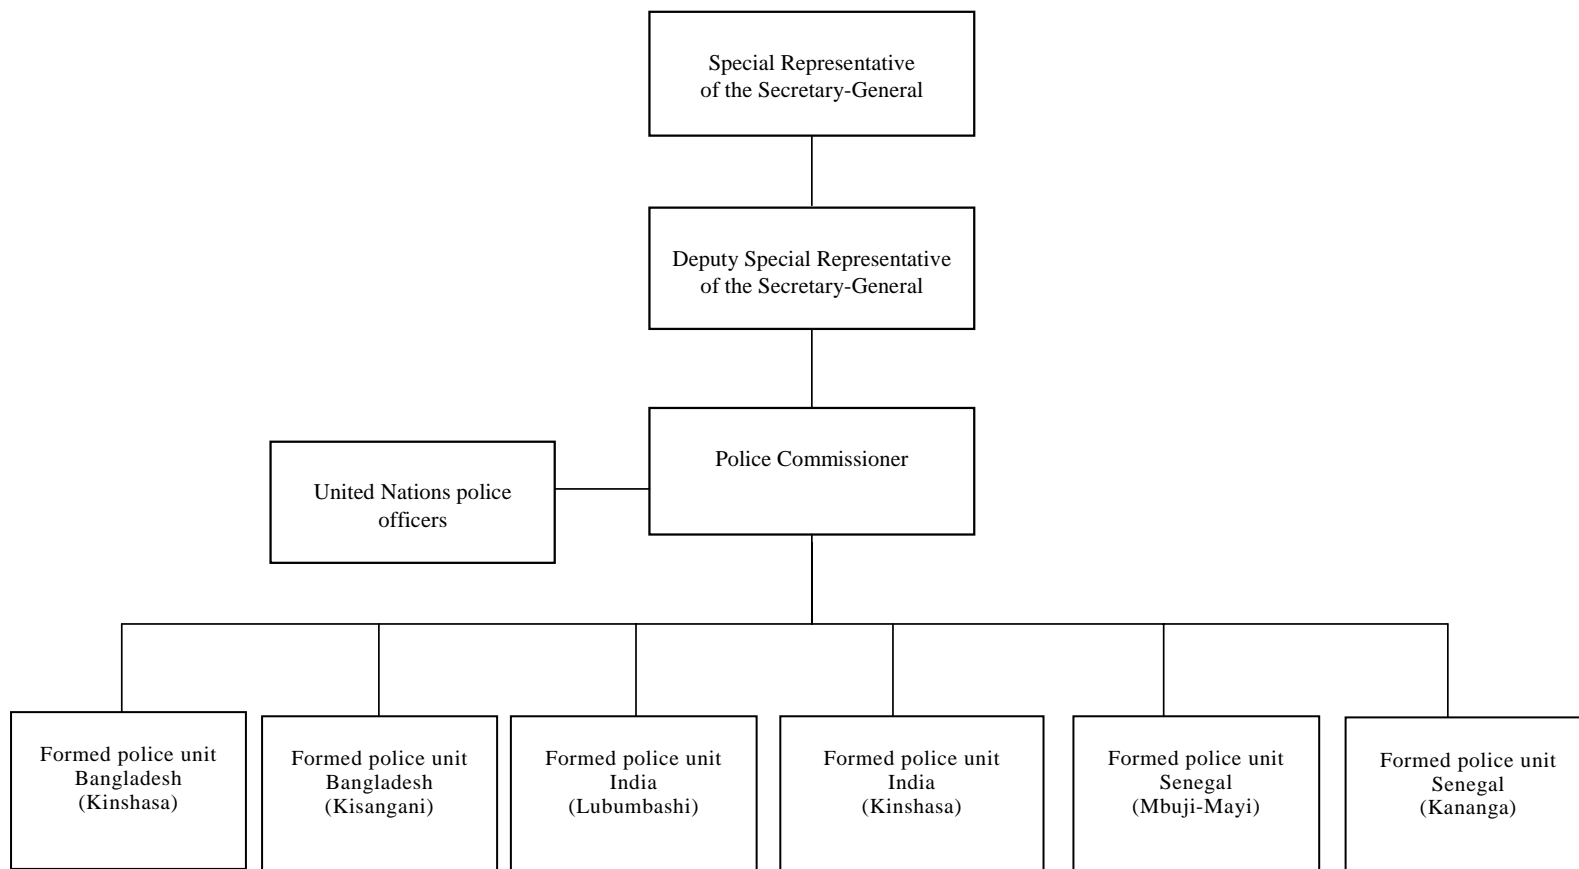 Special Representative
of the Secretary-General
Deputy Special Representative
of the Secretary-General
Police Commissioner
United Nations police
officers
Formed police unit
Bangladesh
(Kinshasa)
Formed police unit
Bangladesh
(Kisangani)
Formed police unit
India
(Lubumbashi)
Formed police unit
India
(Kinshasa)
Formed police unit
Senegal
(Mbuji-Mayi)
Formed police unit
Senegal
(Kananga)